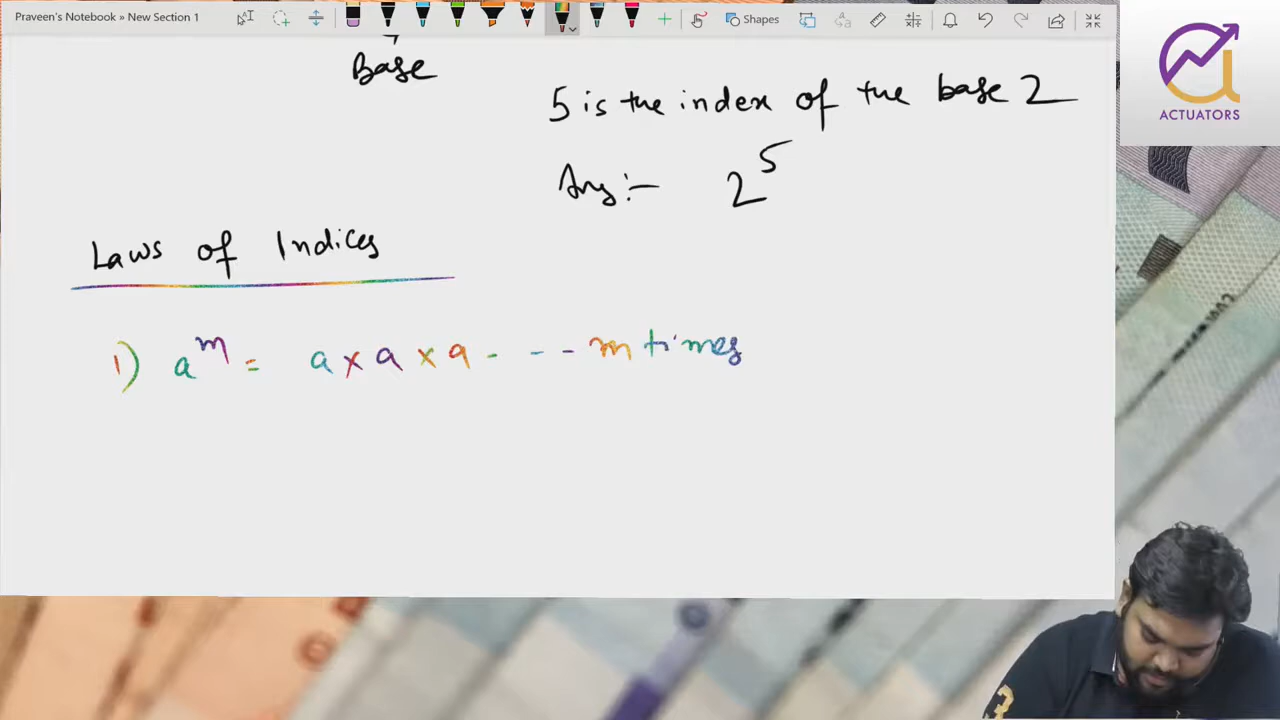 Praveen's Notebook » New Section 1
Shapes
ACTUATORS
Base
5 is the index of the base 2
Ans :- 2^5
Laws of Indices
1) a^m = a × a × a - - - m times